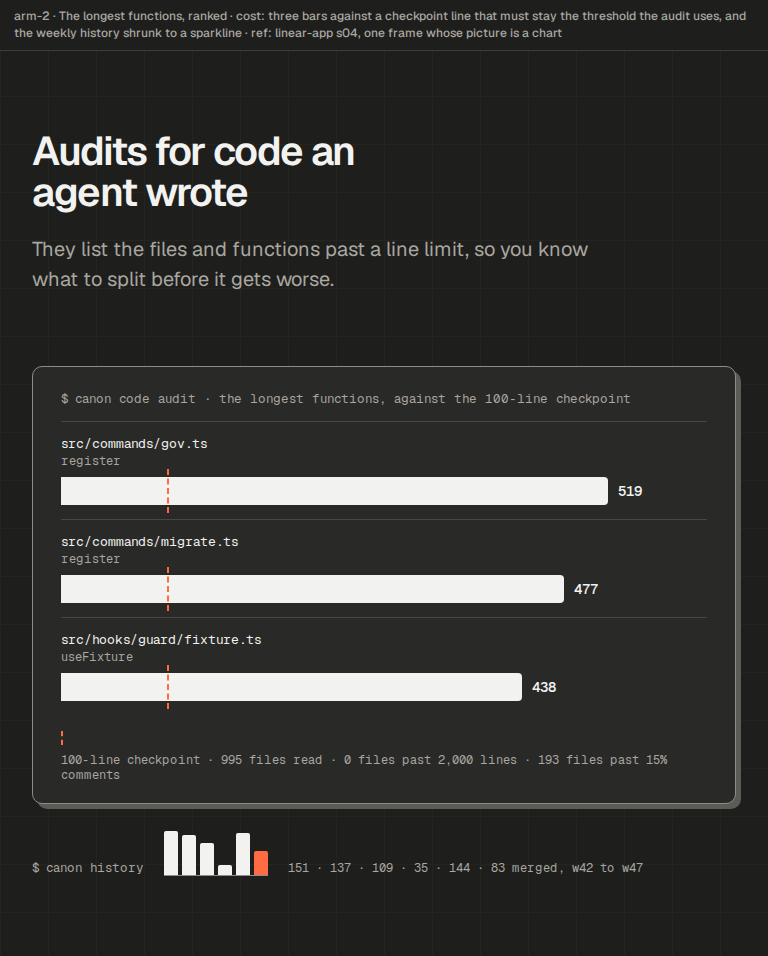 arm-2 · The longest functions, ranked · cost: three bars against a checkpoint line that must stay the threshold the audit uses, and
the weekly history shrunk to a sparkline · ref: linear-app s04, one frame whose picture is a chart
Audits for code an
agent wrote
They list the files and functions past a line limit, so you know
what to split before it gets worse.
$ canon code audit · the longest functions, against the 100-line checkpoint
src/commands/gov.ts
register
519
src/commands/migrate.ts
register
477
src/hooks/guard/fixture.ts
useFixture
438
100-line checkpoint · 995 files read · 0 files past 2,000 lines · 193 files past 15%
comments
$ canon history
151 · 137 · 109 · 35 · 144 · 83 merged, w42 to w47